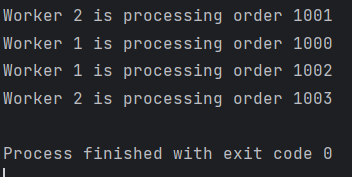 Worker 2 is processing order 1001
Worker 1 is processing order 1000
Worker 1 is processing order 1002
Worker 2 is processing order 1003
Process finished with exit code 0